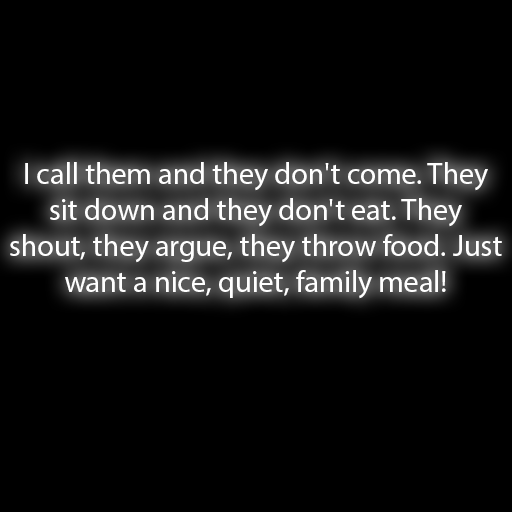 I call them and they don't come. They
sit down and they don't eat. They
shout, they argue, they throw food. Just
want a nice, quiet, family meal!